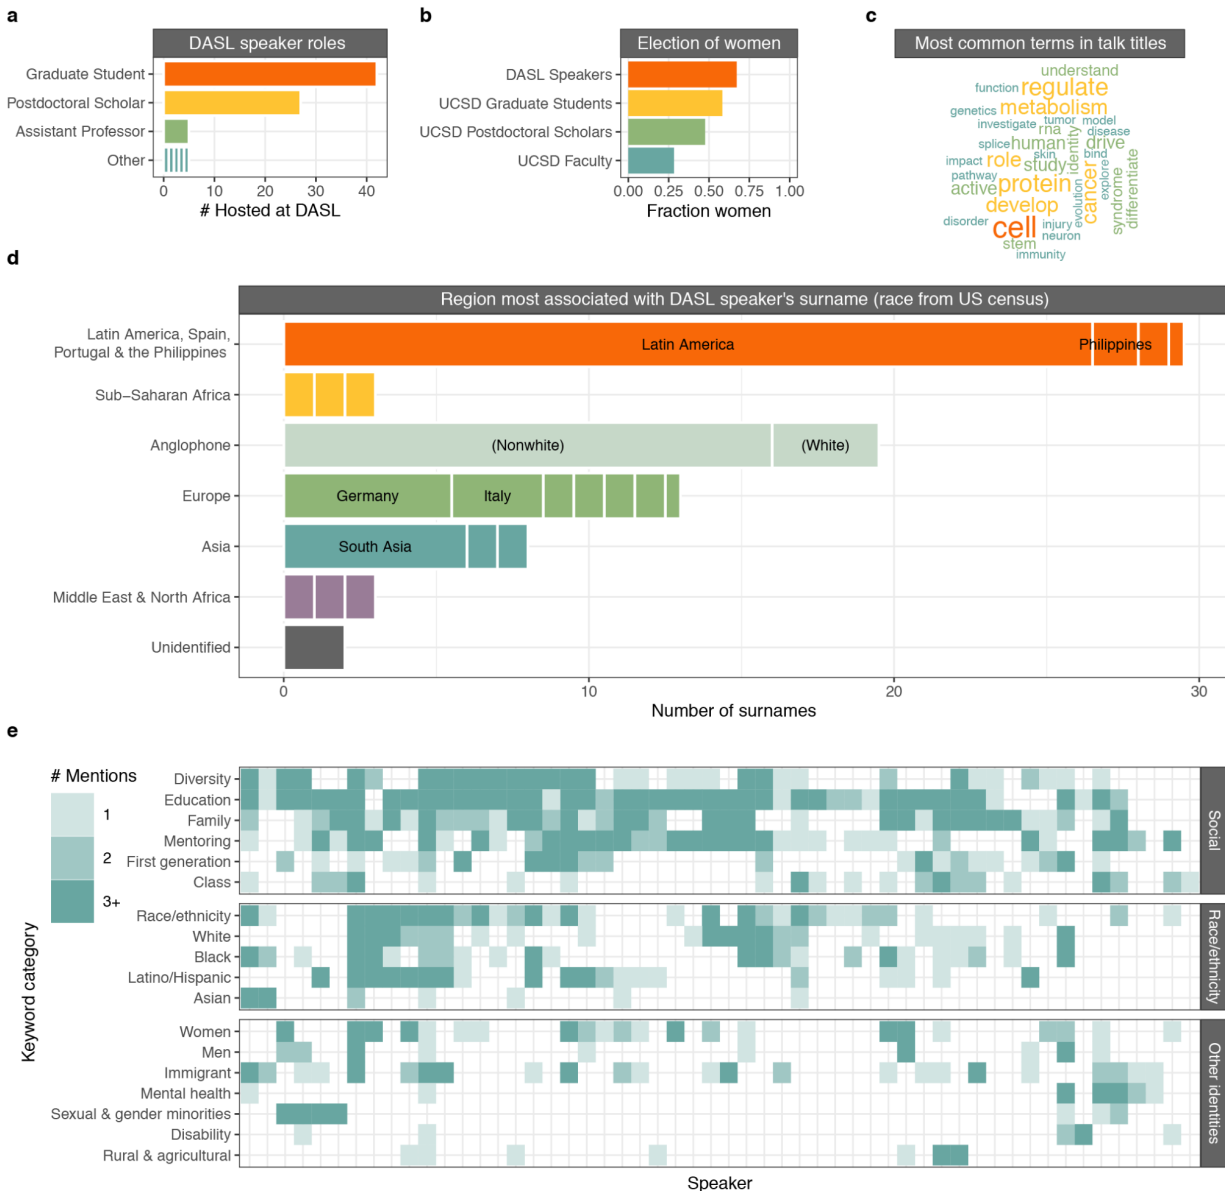 a
DASL speaker roles
Graduate Student
Postdoctoral Scholar
Assistant Professor
Other
0 10 20 30 40
# Hosted at DASL
b
Election of women
DASL Speakers
UCSD Graduate Students
UCSD Postdoctoral Scholars
UCSD Faculty
0.00 0.25 0.50 0.75 1.00
Fraction women
c
Most common terms in talk titles
understand
function regulate
genetics metabolism
tumor model
investigate rna disease
splice human identity drive
skin bind
impact role study
pathway
active protein evolution cancer explore syndrome differentiate
develop
disorder cell injury
neuron
stem
immunity
d
Region most associated with DASL speaker's surname (race from US census)
Latin America, Spain,
Portugal & the Philippines
Latin America Philippines
Sub−Saharan Africa
Anglophone (Nonwhite) (White)
Europe Germany Italy
Asia South Asia
Middle East & North Africa
Unidentified
0 10 20 30
Number of surnames
e
# Mentions
1
2
3+
Keyword category
Diversity
Education
Family
Mentoring
First generation
Class
Social
Race/ethnicity
White
Black
Latino/Hispanic
Asian
Race/ethnicity
Women
Men
Immigrant
Mental health
Sexual & gender minorities
Disability
Rural & agricultural
Other identities
Speaker